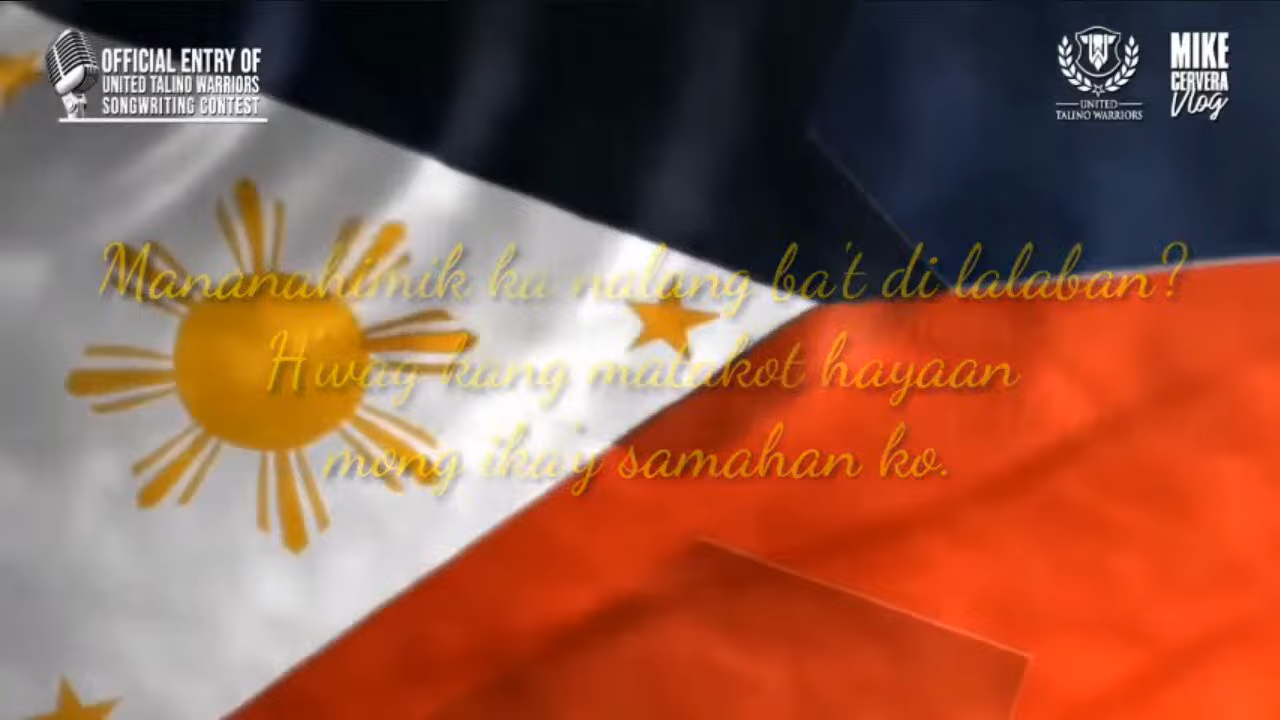 OFFICIAL ENTRY OF
UNITED TALINO WARRIORS
SONGWRITING CONTEST
UNITED
TALINO WARRIORS
MIKE
CERVERA
Vlog
Mananahimik ka nalang ba't di lalaban?
Hwag kang matakot hayaan
mong ika'y samahan ko.